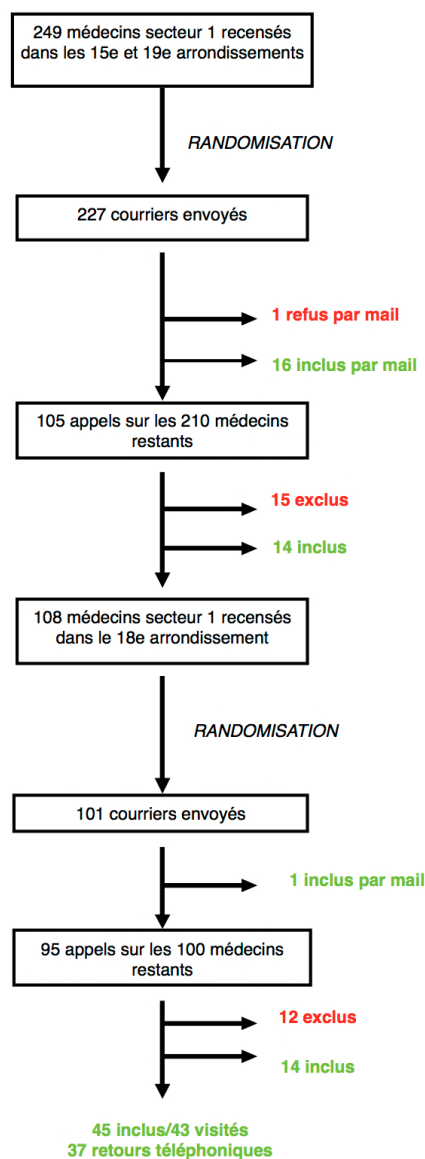 249 médecins secteur 1 recensés
dans les 15e et 19e arrondissements
RANDOMISATION
227 courriers envoyés
1 refus par mail
16 inclus par mail
105 appels sur les 210 médecins
restants
15 exclus
14 inclus
108 médecins secteur 1 recensés
dans le 18e arrondissement
RANDOMISATION
101 courriers envoyés
1 inclus par mail
95 appels sur les 100 médecins
restants
12 exclus
14 inclus
45 inclus/43 visités
37 retours téléphoniques